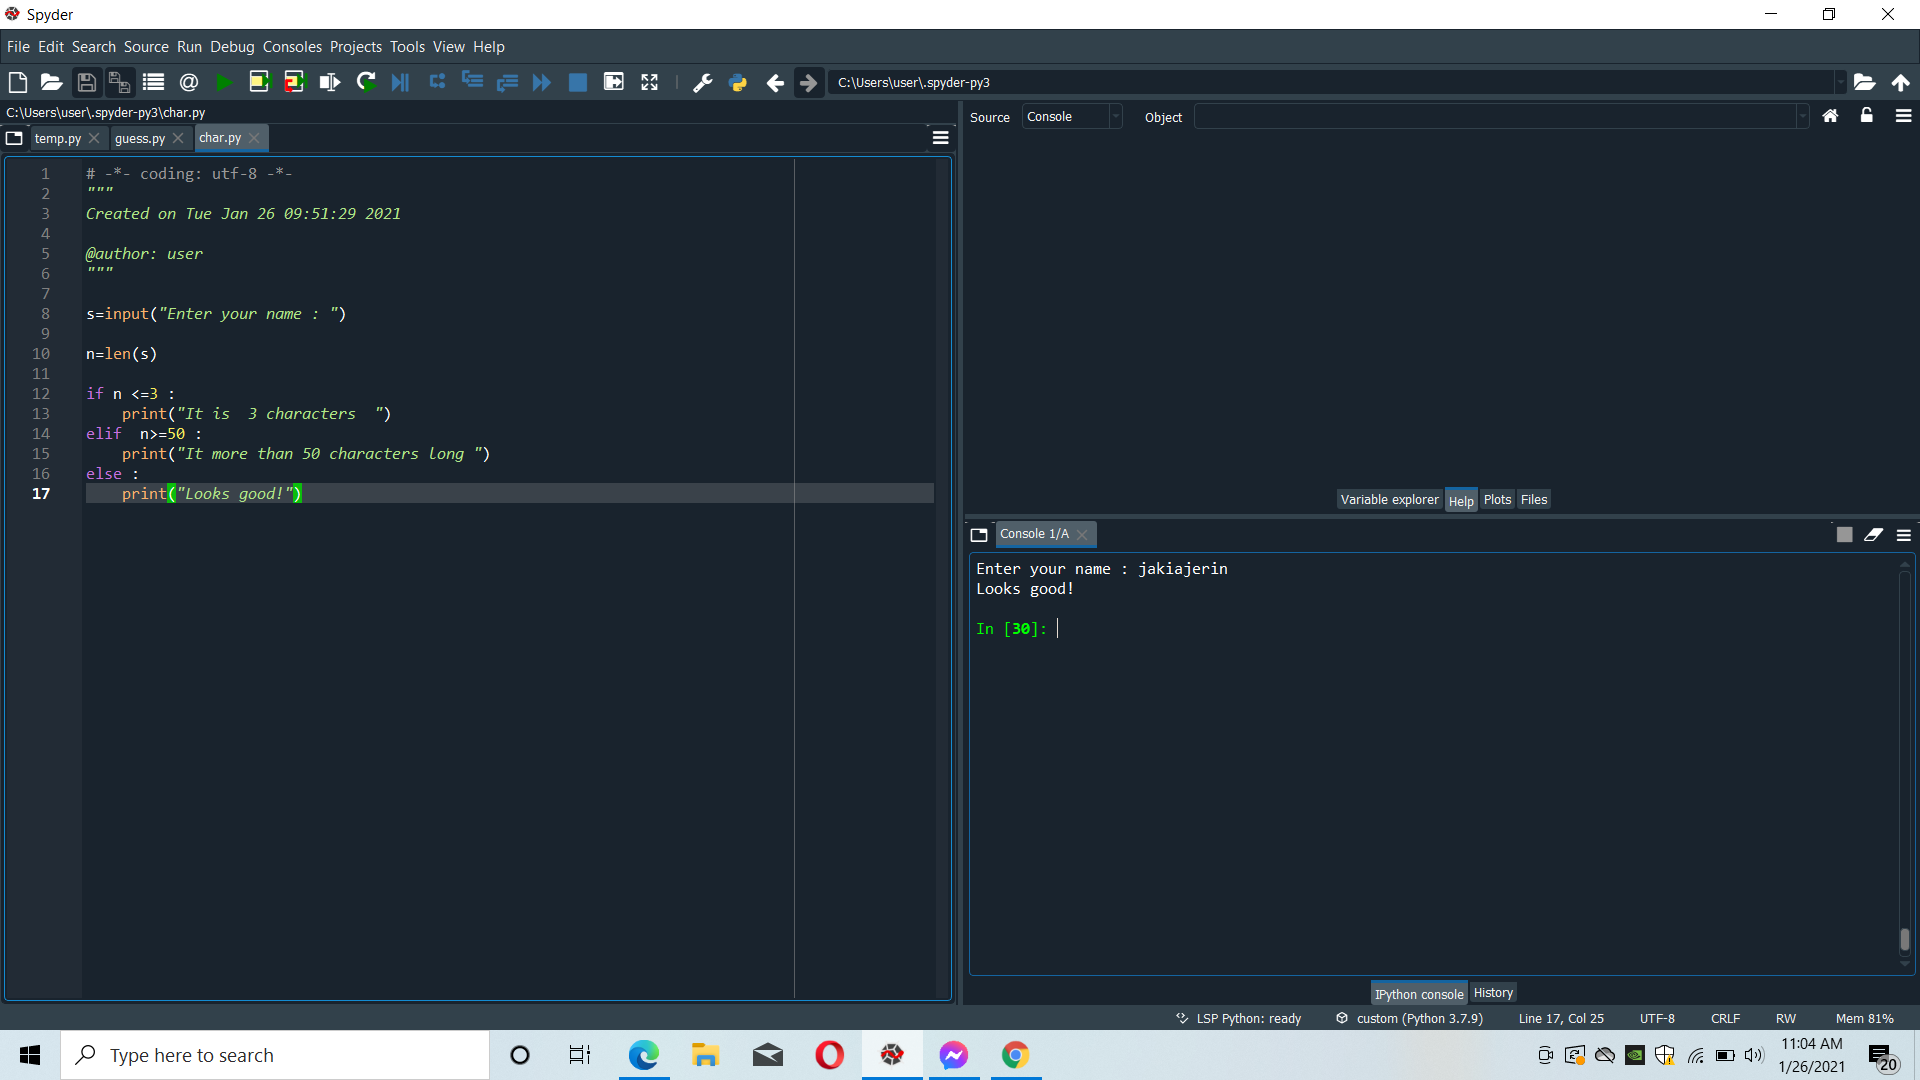 Spyder
File Edit Search Source Run Debug Consoles Projects Tools View Help
C:\Users\user\.spyder-py3
C:\Users\user\.spyder-py3\char.py
temp.py guess.py char.py
1 # -*- coding: utf-8 -*-
2 """
3 Created on Tue Jan 26 09:51:29 2021
4
5 @author: user
6 """
7
8 s=input("Enter your name : ")
9
10 n=len(s)
11
12 if n <=3 :
13     print("It is  3 characters  ")
14 elif  n>=50 :
15     print("It more than 50 characters long ")
16 else :
17     print("Looks good!")
Source Console Object
Variable explorer Help Plots Files
Console 1/A
Enter your name : jakiajerin
Looks good!
In [30]:
IPython console History
LSP Python: ready custom (Python 3.7.9) Line 17, Col 25 UTF-8 CRLF RW Mem 81%
Type here to search
11:04 AM
1/26/2021
20